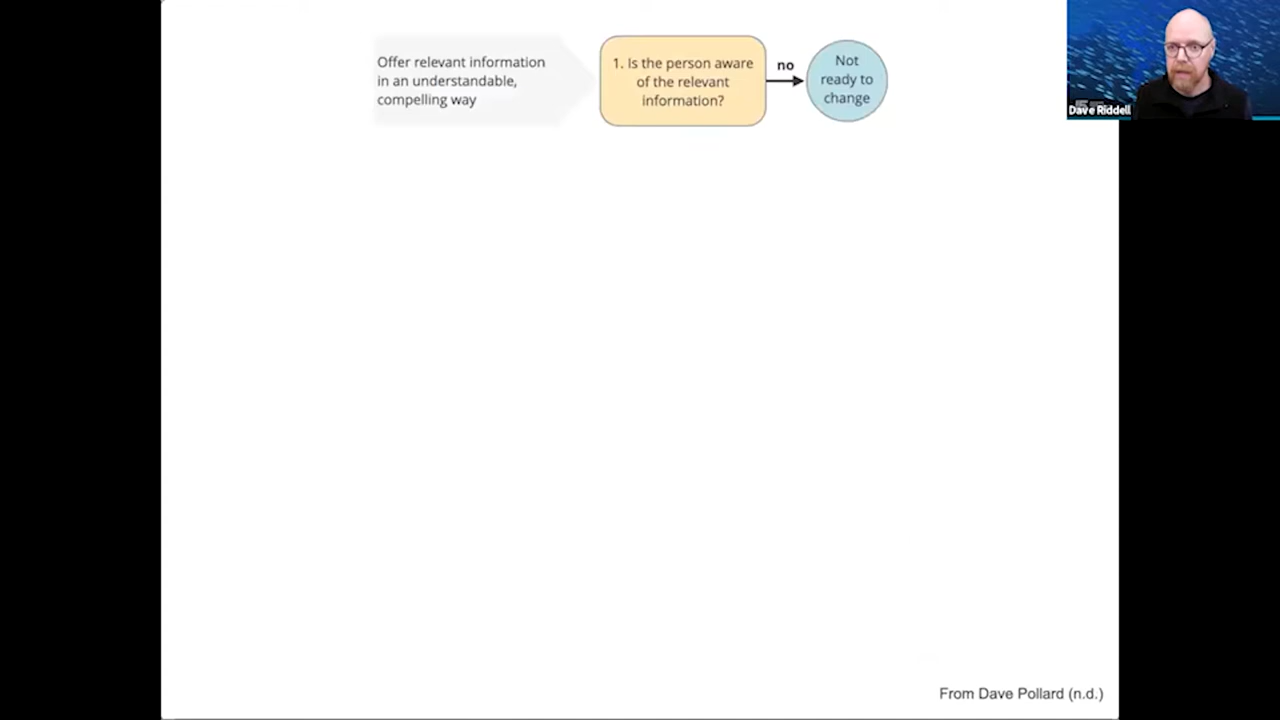 Offer relevant information
in an understandable,
compelling way
1. Is the person aware
of the relevant
information?
no
Not
ready to
change
Dave Riddell
From Dave Pollard (n.d.)